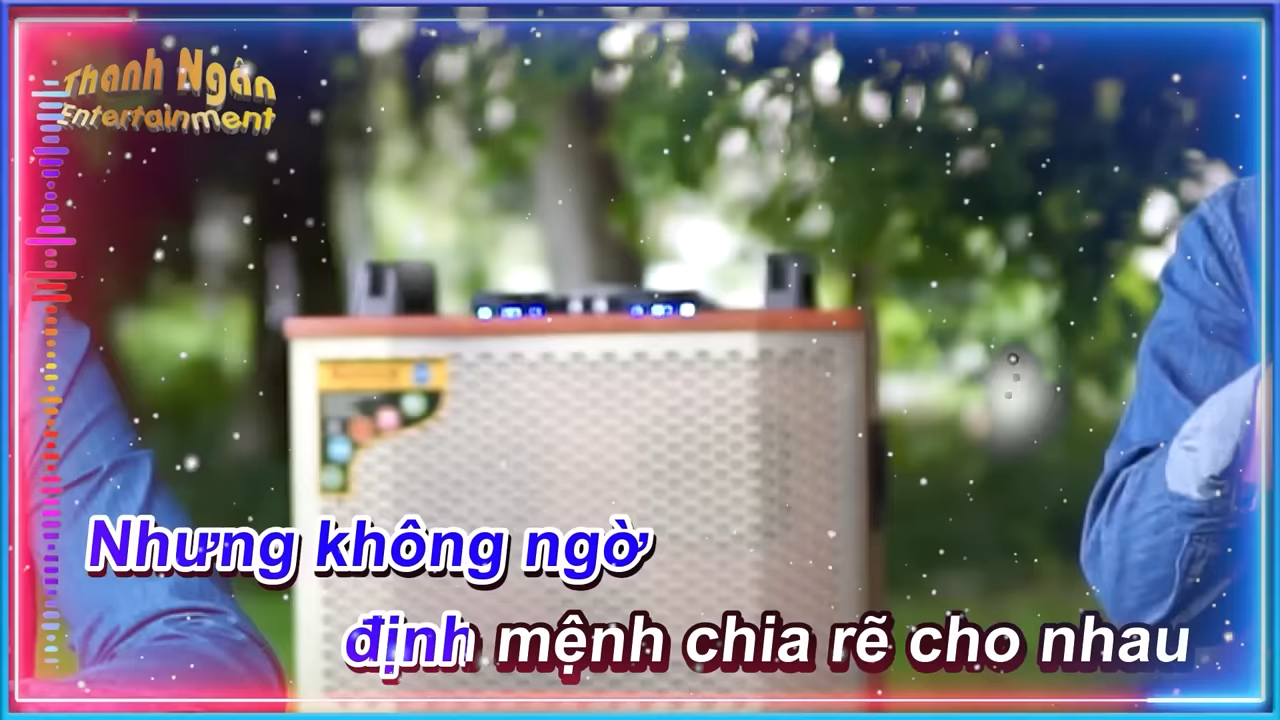 Thanh Ngân
Entertainment
Nhưng không ngờ
định mệnh chia rẽ cho nhau